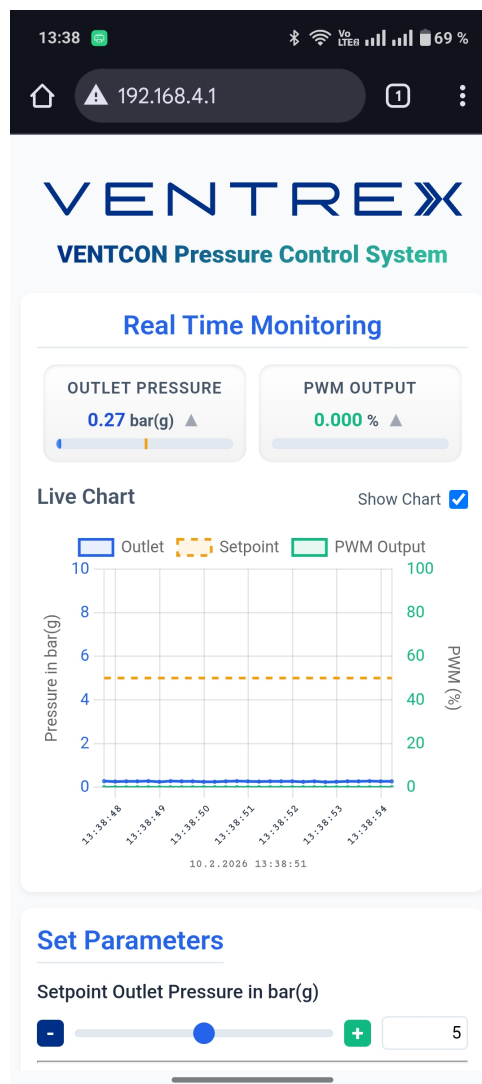 13:38 Vo LTE2 69 %
192.168.4.1 1
VENTREX
VENTCON Pressure Control System
Real Time Monitoring
OUTLET PRESSURE PWM OUTPUT
0.27 bar(g) ▲ 0.000 % ▲
Live Chart Show Chart
Outlet Setpoint PWM Output
10 100
8 80
6 60
4 40
2 20
0 0
Pressure in bar(g)
PWM (%)
13:38:48 13:38:49 13:38:50 13:38:51 13:38:52 13:38:53 13:38:54
10.2.2026 13:38:51
Set Parameters
Setpoint Outlet Pressure in bar(g)
- + 5